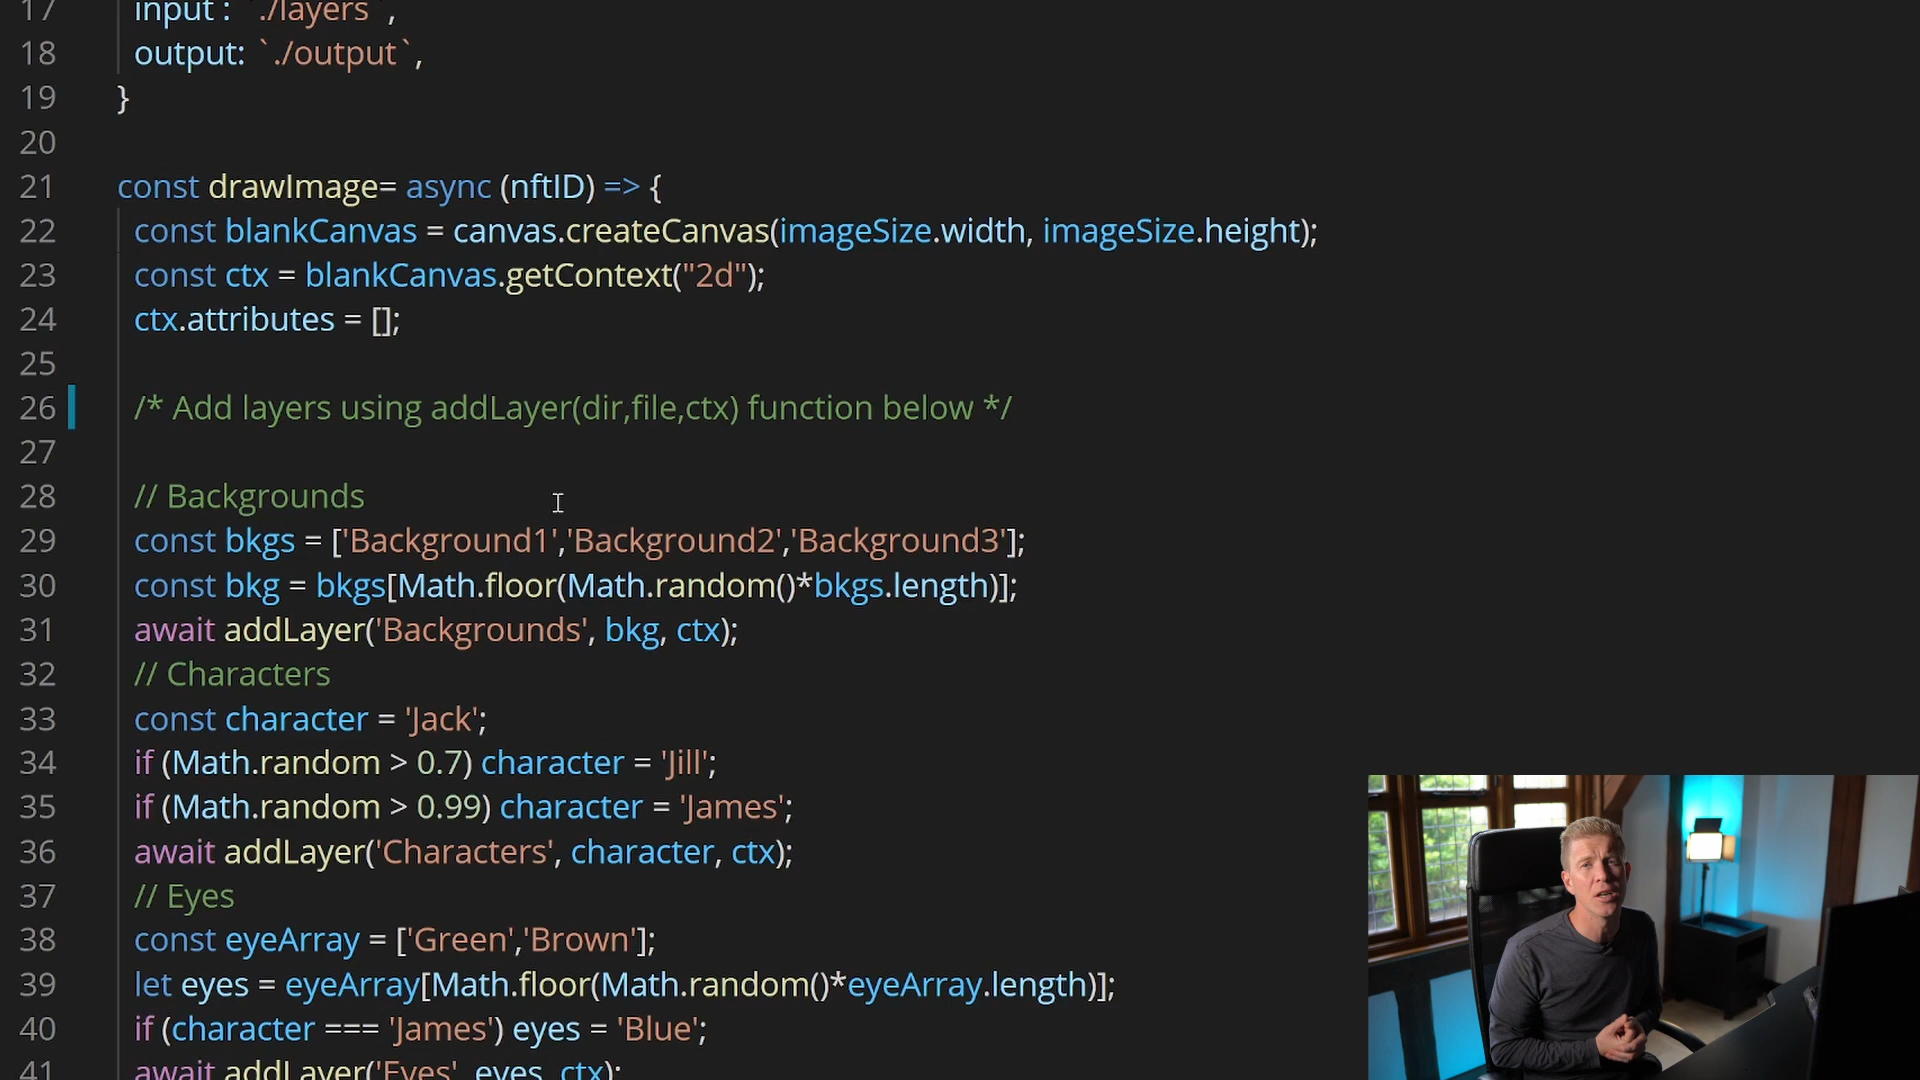 17 input : `./layers`,
18 output: `./output`,
19 }
20
21 const drawImage= async (nftID) => {
22 const blankCanvas = canvas.createCanvas(imageSize.width, imageSize.height);
23 const ctx = blankCanvas.getContext("2d");
24 ctx.attributes = [];
25
26 /* Add layers using addLayer(dir,file,ctx) function below */
27
28 // Backgrounds
29 const bkgs = ['Background1','Background2','Background3'];
30 const bkg = bkgs[Math.floor(Math.random()*bkgs.length)];
31 await addLayer('Backgrounds', bkg, ctx);
32 // Characters
33 const character = 'Jack';
34 if (Math.random > 0.7) character = 'Jill';
35 if (Math.random > 0.99) character = 'James';
36 await addLayer('Characters', character, ctx);
37 // Eyes
38 const eyeArray = ['Green','Brown'];
39 let eyes = eyeArray[Math.floor(Math.random()*eyeArray.length)];
40 if (character === 'James') eyes = 'Blue';
41 await addLayer('Eyes', eyes, ctx);